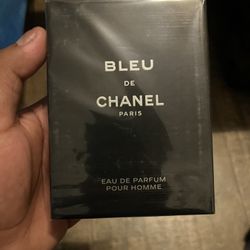 BLEU
DE
CHANEL
PARIS
EAU DE PARFUM
POUR HOMME